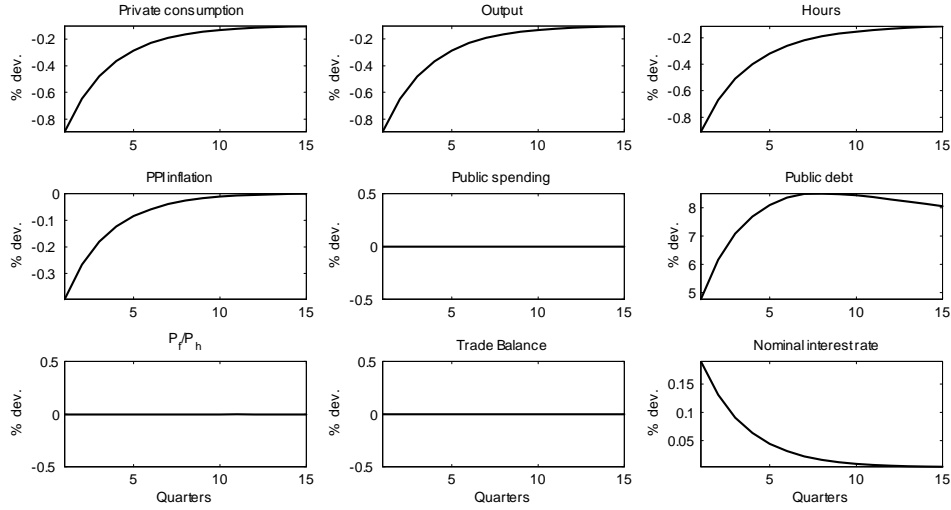 Private consumption
% dev.
-0.2
-0.4
-0.6
-0.8
5
10
15
Output
% dev.
-0.2
-0.4
-0.6
-0.8
5
10
15
Hours
% dev.
-0.2
-0.4
-0.6
-0.8
5
10
15
PPI inflation
% dev.
0
-0.1
-0.2
-0.3
5
10
15
Public spending
% dev.
0.5
0
-0.5
5
10
15
Public debt
% dev.
8
7
6
5
5
10
15
P_f/P_h
% dev.
0.5
0
-0.5
5
10
15
Quarters
Trade Balance
% dev.
0.5
0
-0.5
5
10
15
Quarters
Nominal interest rate
% dev.
0.15
0.1
0.05
5
10
15
Quarters